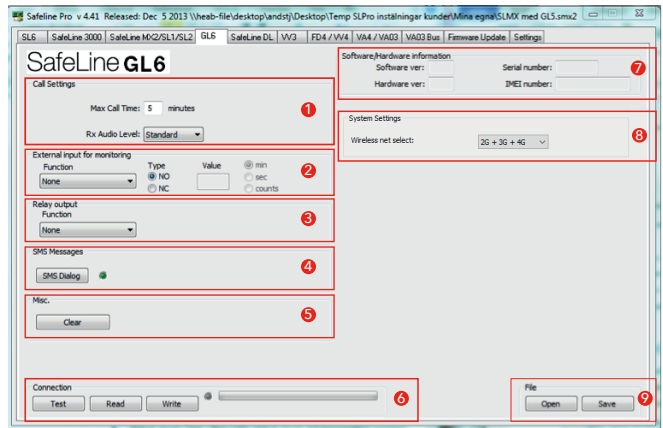 Safeline Pro v 4.41 Released: Dec 5 2013 \\heab-file\desktop\andstj\Desktop\Temp SLPro inställningar kunder\Mina egna\SLMX med GL5.smx2
SL6 SafeLine 3000 SafeLine MX2/SL1/SL2 GL6 SafeLine DL VV3 FD4 / VV4 VA4 / VA03 VA03 Bus Firmware Update Settings
SafeLine GL6
Call Settings
Max Call Time: 5 minutes
Rx Audio Level: Standard
1
External input for monitoring
Function Type Value
None NO NC
min
sec
counts
2
Relay output
Function
None
3
SMS Messages
SMS Dialog
4
Misc.
Clear
5
Connection
Test Read Write
6
Software/Hardware information
Software ver: Serial number:
Hardware ver: IMEI number:
7
System Settings
Wireless net select: 2G + 3G + 4G
8
File
Open Save
9